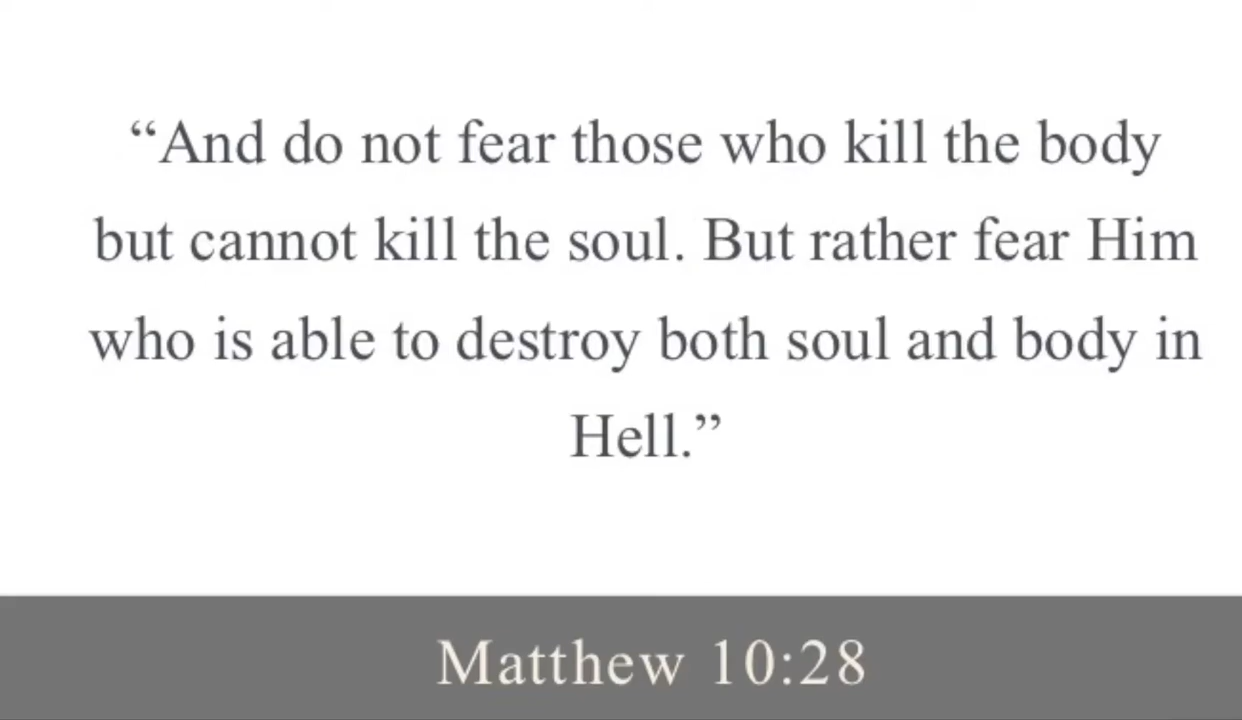 “And do not fear those who kill the body
but cannot kill the soul. But rather fear Him
who is able to destroy both soul and body in
Hell.”
Matthew 10:28